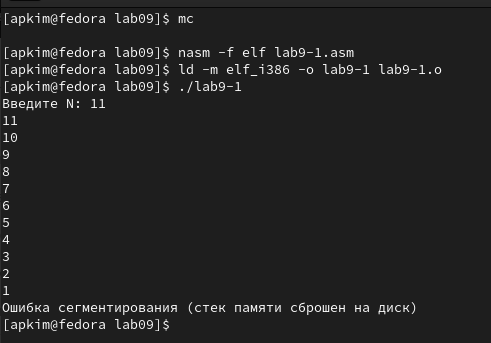 [apkim@fedora lab09]$ mc
[apkim@fedora lab09]$ nasm -f elf lab9-1.asm
[apkim@fedora lab09]$ ld -m elf_i386 -o lab9-1 lab9-1.o
[apkim@fedora lab09]$ ./lab9-1
Введите N: 11
11
10
9
8
7
6
5
4
3
2
1
Ошибка сегментирования (стек памяти сброшен на диск)
[apkim@fedora lab09]$